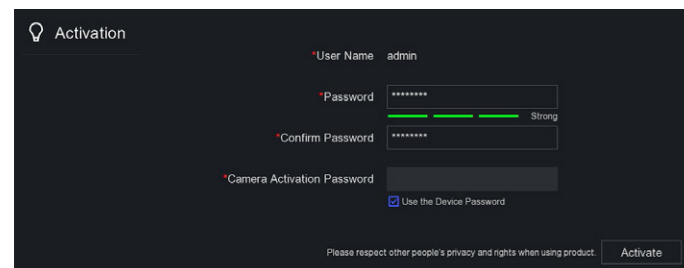 Activation
*User Name admin
*Password ********
Strong
*Confirm Password ********
*Camera Activation Password
Use the Device Password
Please respect other people's privacy and rights when using product. Activate